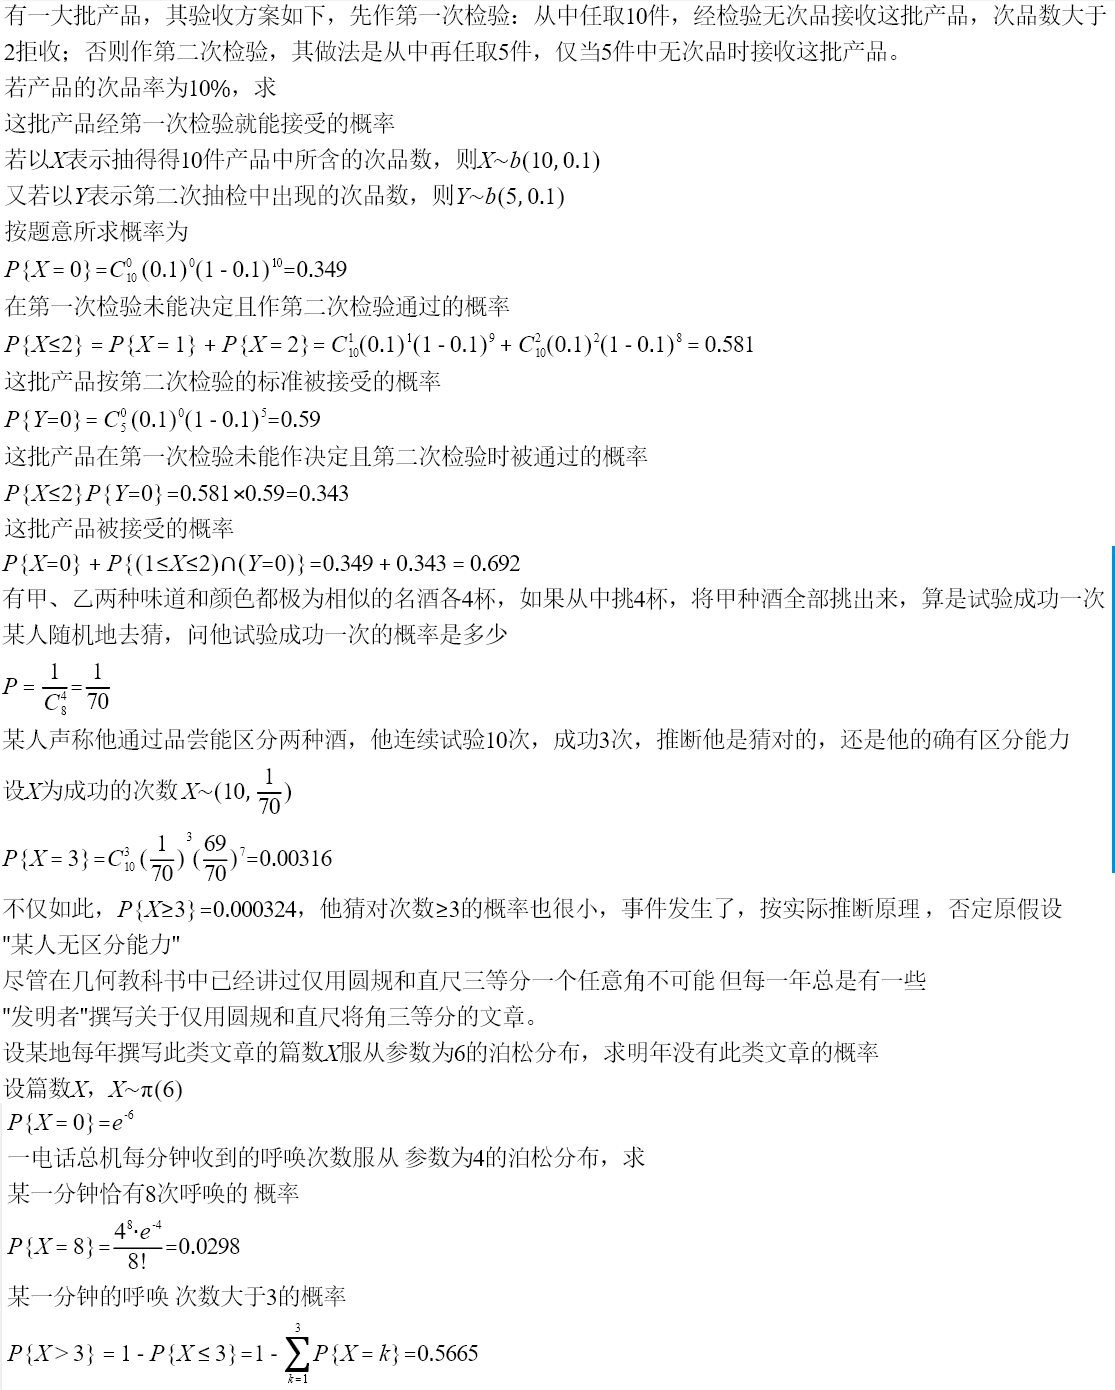 有一大批产品，其验收方案如下，先作第一次检验：从中任取10件，经检验无次品接收这批产品，次品数大于
2拒收；否则作第二次检验，其做法是从中再任取5件，仅当5件中无次品时接收这批产品。
若产品的次品率为10%，求
这批产品经第一次检验就能接受的概率
若以X表示抽得得10件产品中所含的次品数，则X~b(10, 0.1)
又若以Y表示第二次抽检中出现的次品数，则Y~b(5, 0.1)
按题意所求概率为
P{X = 0}=C_{10}^{0}(0.1)^{0}(1 - 0.1)^{10}=0.349
在第一次检验未能决定且作第二次检验通过的概率
P{X≤2} = P{X = 1} + P{X = 2}= C_{10}^{1}(0.1)^{1}(1 - 0.1)^{9} + C_{10}^{2}(0.1)^{2}(1 - 0.1)^{8} = 0.581
这批产品按第二次检验的标准被接受的概率
P{Y=0}= C_{5}^{0}(0.1)^{0}(1 - 0.1)^{5}=0.59
这批产品在第一次检验未能作决定且第二次检验时被通过的概率
P{X≤2}P{Y=0}=0.581×0.59=0.343
这批产品被接受的概率
P{X=0} + P{(1≤X≤2)∩(Y=0)}=0.349 + 0.343 = 0.692
有甲、乙两种味道和颜色都极为相似的名酒各4杯，如果从中挑4杯，将甲种酒全部挑出来，算是试验成功一次
某人随机地去猜，问他试验成功一次的概率是多少
P = \frac{1}{C_{8}^{4}}=\frac{1}{70}
某人声称他通过品尝能区分两种酒，他连续试验10次，成功3次，推断他是猜对的，还是他的确有区分能力
设X为成功的次数 X~(10, \frac{1}{70})
P{X = 3}=C_{10}^{3}(\frac{1}{70})^{3}(\frac{69}{70})^{7}=0.00316
不仅如此，P{X≥3}=0.000324，他猜对次数≥3的概率也很小，事件发生了，按实际推断原理 ，否定原假设
"某人无区分能力"
尽管在几何教科书中已经讲过仅用圆规和直尺三等分一个任意角不可能 但每一年总是有一些
"发明者"撰写关于仅用圆规和直尺将角三等分的文章。
设某地每年撰写此类文章的篇数X服从参数为6的泊松分布，求明年没有此类文章的概率
设篇数X，X~π(6)
P{X = 0}=e^{-6}
一电话总机每分钟收到的呼唤次数服从 参数为4的泊松分布，求
某一分钟恰有8次呼唤的 概率
P{X = 8}=\frac{4^{8}·e^{-4}}{8!}=0.0298
某一分钟的呼唤 次数大于3的概率
P{X > 3} = 1 - P{X ≤ 3}=1 - \sum_{k=1}^{3}P{X = k}=0.5665